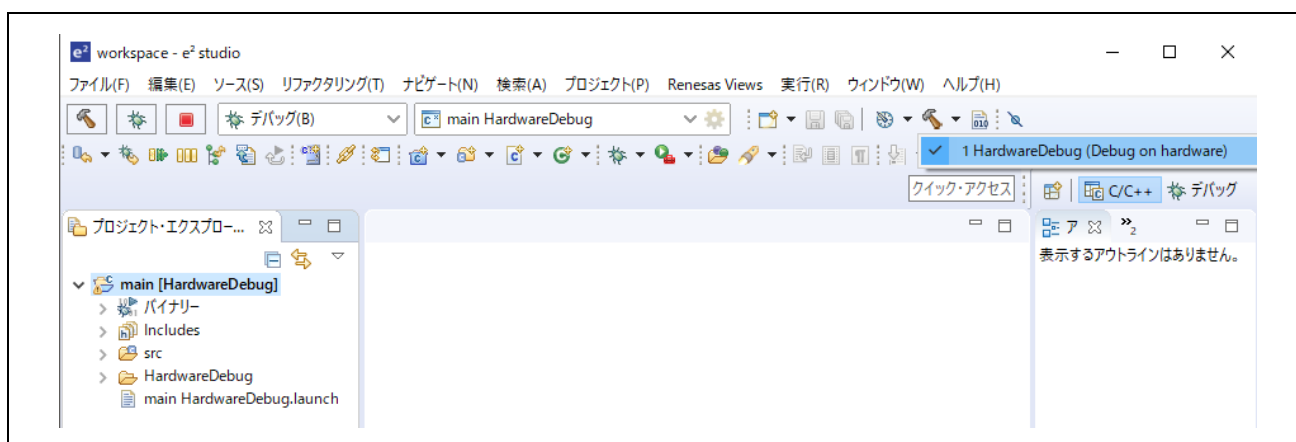 workspace - e² studio
ファイル(F) 編集(E) ソース(S) リファクタリング(T) ナビゲート(N) 検索(A) プロジェクト(P) Renesas Views 実行(R) ウィンドウ(W) ヘルプ(H)
デバッグ(B) main HardwareDebug
1 HardwareDebug (Debug on hardware)
クイック・アクセス C/C++ デバッグ
プロジェクト・エクスプロー... ア »2
表示するアウトラインはありません。
main [HardwareDebug]
バイナリー
Includes
src
HardwareDebug
main HardwareDebug.launch